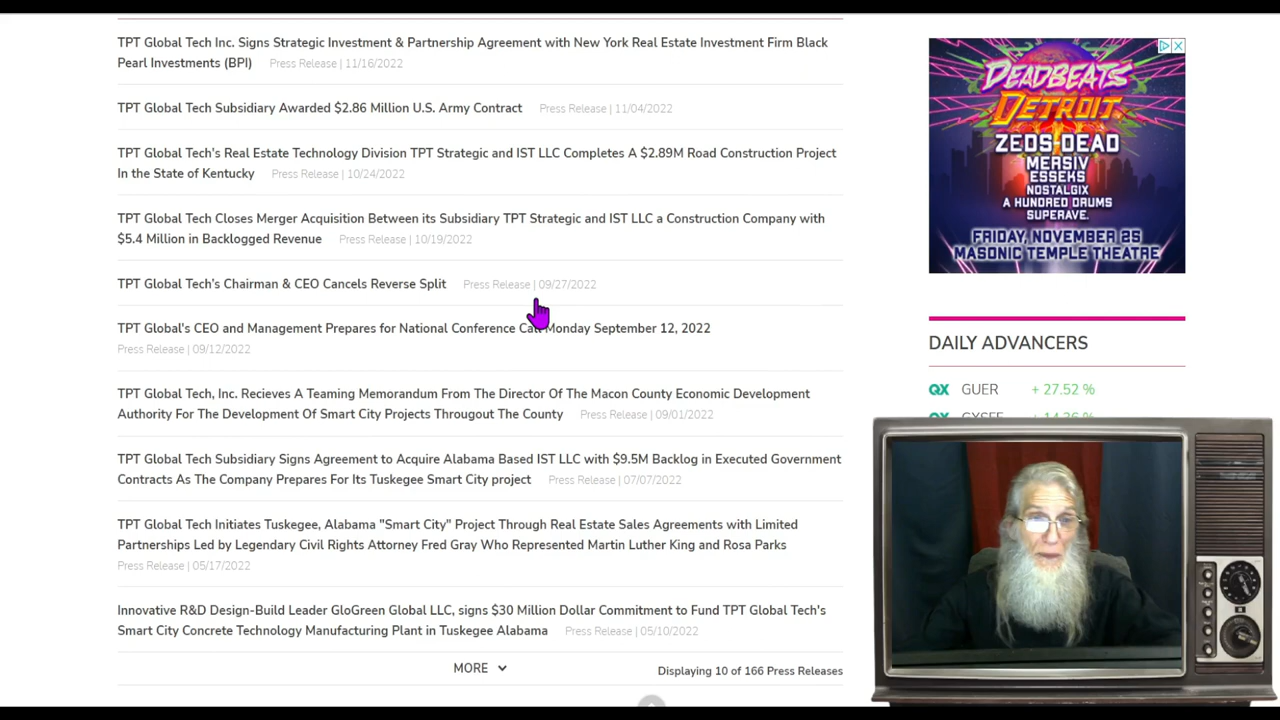 TPT Global Tech Inc. Signs Strategic Investment & Partnership Agreement with New York Real Estate Investment Firm Black
Pearl Investments (BPI) Press Release | 11/16/2022
TPT Global Tech Subsidiary Awarded $2.86 Million U.S. Army Contract Press Release | 11/04/2022
TPT Global Tech's Real Estate Technology Division TPT Strategic and IST LLC Completes A $2.89M Road Construction Project
In the State of Kentucky Press Release | 10/24/2022
TPT Global Tech Closes Merger Acquisition Between its Subsidiary TPT Strategic and IST LLC a Construction Company with
$5.4 Million in Backlogged Revenue Press Release | 10/19/2022
TPT Global Tech's Chairman & CEO Cancels Reverse Split Press Release | 09/27/2022
TPT Global's CEO and Management Prepares for National Conference Call Monday September 12, 2022
Press Release | 09/12/2022
TPT Global Tech, Inc. Recieves A Teaming Memorandum From The Director Of The Macon County Economic Development
Authority For The Development Of Smart City Projects Througout The County Press Release | 09/01/2022
TPT Global Tech Subsidiary Signs Agreement to Acquire Alabama Based IST LLC with $9.5M Backlog in Executed Government
Contracts As The Company Prepares For Its Tuskegee Smart City project Press Release | 07/07/2022
TPT Global Tech Initiates Tuskegee, Alabama "Smart City" Project Through Real Estate Sales Agreements with Limited
Partnerships Led by Legendary Civil Rights Attorney Fred Gray Who Represented Martin Luther King and Rosa Parks
Press Release | 05/17/2022
Innovative R&D Design-Build Leader GloGreen Global LLC, signs $30 Million Dollar Commitment to Fund TPT Global Tech's
Smart City Concrete Technology Manufacturing Plant in Tuskegee Alabama Press Release | 05/10/2022
MORE
Displaying 10 of 166 Press Releases
DEADBEATS
DETROIT
ZEDS DEAD
MERSIV
ESSEKS
NOSTALGIX
A HUNDRED DRUMS
SUPERAVE.
FRIDAY, NOVEMBER 25
MASONIC TEMPLE THEATRE
DAILY ADVANCERS
QX GUER + 27.52 %
QX GXSFF + 14.36 %